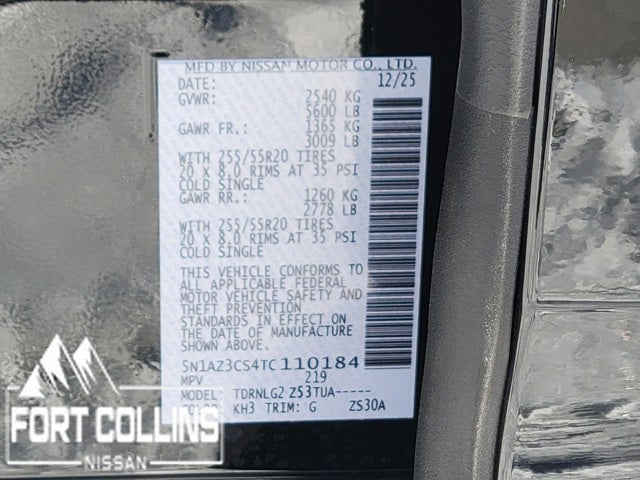 MFD BY NISSAN MOTOR CO., LTD.
DATE: 12/25
GVWR: 2540 KG
5600 LB
GAWR FR.: 1365 KG
3009 LB
WITH 255/55R20 TIRES
20 X 8.0 RIMS AT 35 PSI
COLD SINGLE
GAWR RR.: 1260 KG
2778 LB
WITH 255/55R20 TIRES
20 X 8.0 RIMS AT 35 PSI
COLD SINGLE
THIS VEHICLE CONFORMS TO
ALL APPLICABLE FEDERAL
MOTOR VEHICLE SAFETY AND
THEFT PREVENTION
STANDARDS IN EFFECT ON
THE DATE OF MANUFACTURE
SHOWN ABOVE.
5N1AZ3CS4TC110184
MPV 219
MODEL: TDRNLG2 Z53TUA-----
KH3 TRIM: G ZS30A
FORT COLLINS
NISSAN